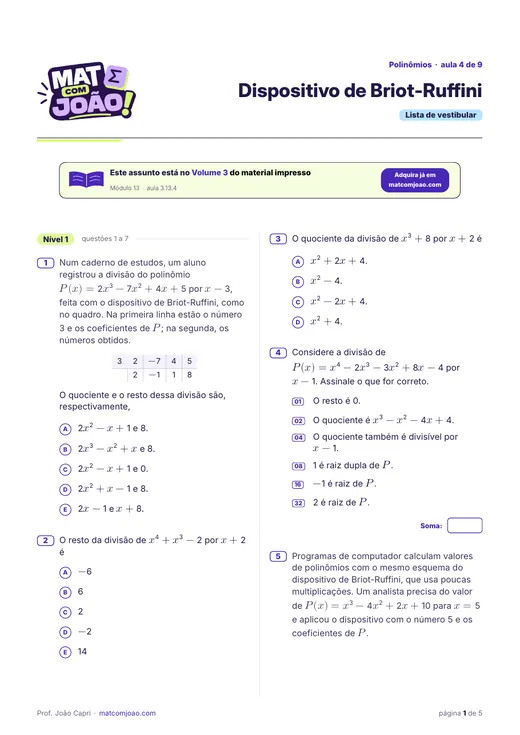 MAT Σ
COM
JOÃO!
Polinômios · aula 4 de 9
Dispositivo de Briot-Ruffini
Lista de vestibular
Este assunto está no Volume 3 do material impresso
Módulo 13 · aula 3.13.4
Adquira já em
matcomjoao.com
Nível 1 questões 1 a 7
1 Num caderno de estudos, um aluno
registrou a divisão do polinômio
P(x) = 2x³ − 7x² + 4x + 5 por x − 3,
feita com o dispositivo de Briot-Ruffini, como
no quadro. Na primeira linha estão o número
3 e os coeficientes de P; na segunda, os
números obtidos.
3 2 −7 4 5
2 −1 1 8
O quociente e o resto dessa divisão são,
respectivamente,
A 2x² − x + 1 e 8.
B 2x³ − x² + x e 8.
C 2x² − x + 1 e 0.
D 2x² + x − 1 e 8.
E 2x − 1 e x + 8.
2 O resto da divisão de x⁴ + x³ − 2 por x + 2
é
A −6
B 6
C 2
D −2
E 14
3 O quociente da divisão de x³ + 8 por x + 2 é
A x² + 2x + 4.
B x² − 4.
C x² − 2x + 4.
D x² + 4.
4 Considere a divisão de
P(x) = x⁴ − 2x³ − 3x² + 8x − 4 por
x − 1. Assinale o que for correto.
01 O resto é 0.
02 O quociente é x³ − x² − 4x + 4.
04 O quociente também é divisível por
x − 1.
08 1 é raiz dupla de P.
16 −1 é raiz de P.
32 2 é raiz de P.
Soma:
5 Programas de computador calculam valores
de polinômios com o mesmo esquema do
dispositivo de Briot-Ruffini, que usa poucas
multiplicações. Um analista precisa do valor
de P(x) = x³ − 4x² + 2x + 10 para x = 5
e aplicou o dispositivo com o número 5 e os
coeficientes de P.
Prof. João Capri · matcomjoao.com
página 1 de 5